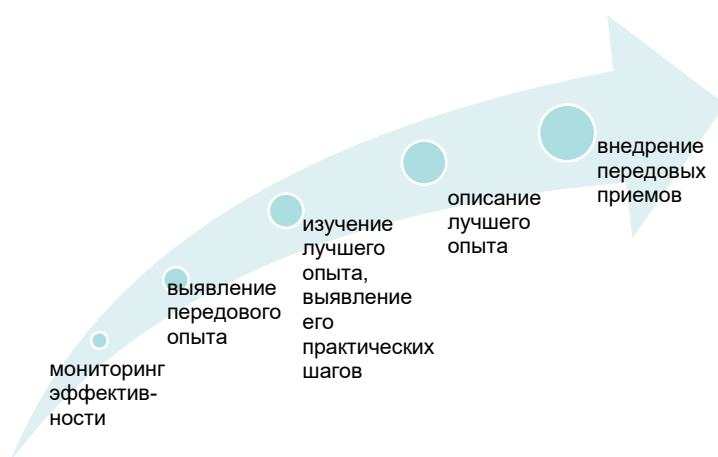 мониторинг
эффектив-
ности
выявление
передового
опыта
изучение
лучшего
опыта,
выявление
его
практических
шагов
описание
лучшего
опыта
внедрение
передовых
приемов